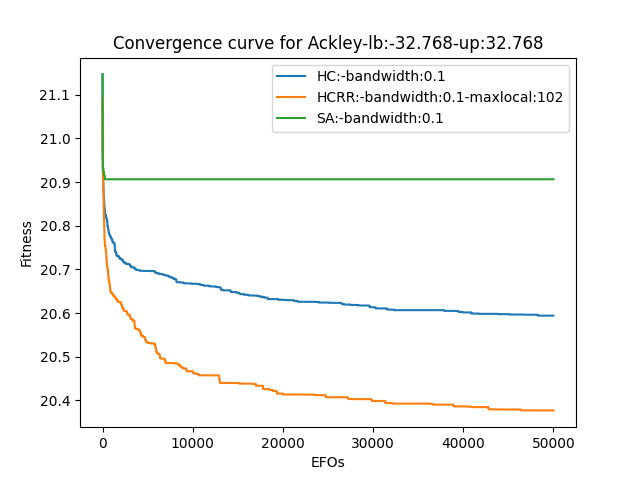 Convergence curve for Ackley-lb:-32.768-up:32.768
HC:-bandwidth:0.1
HCRR:-bandwidth:0.1-maxlocal:102
SA:-bandwidth:0.1
Fitness
21.1
21.0
20.9
20.8
20.7
20.6
20.5
20.4
0 10000 20000 30000 40000 50000
EFOs